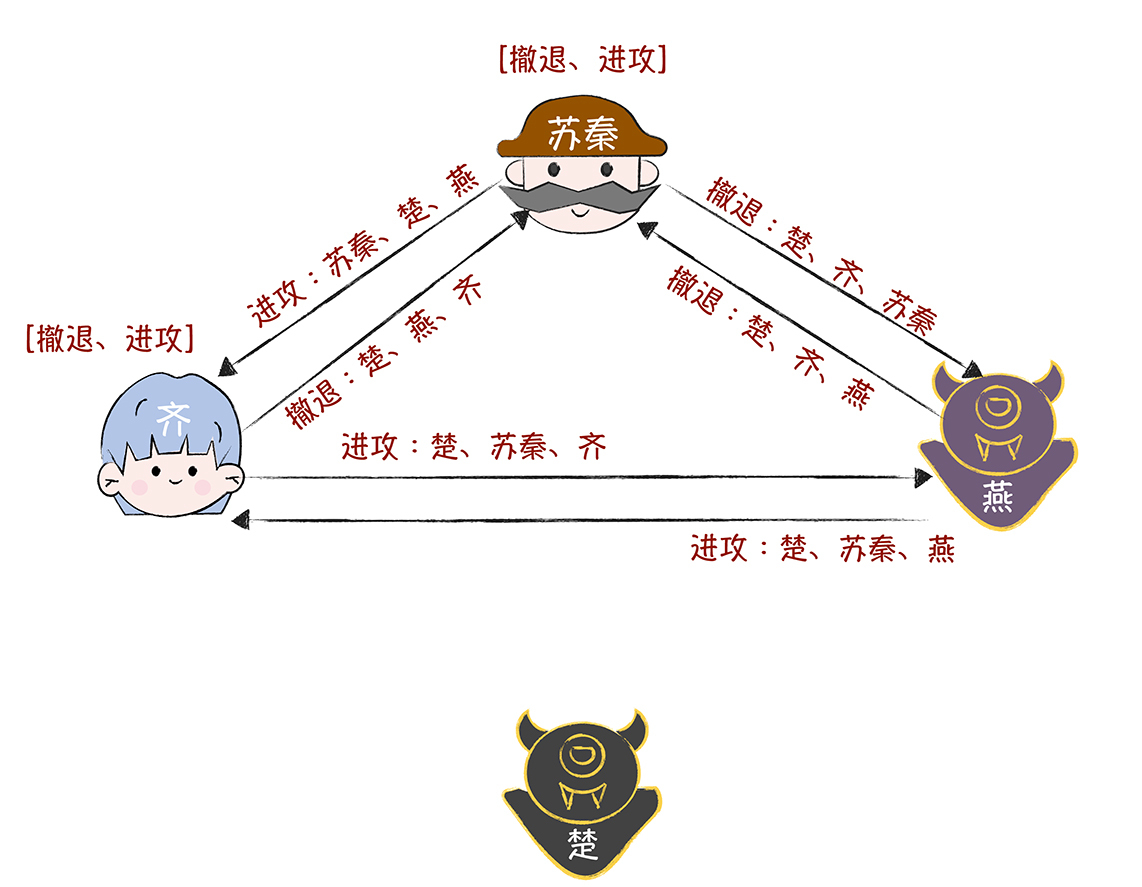 [撤退、进攻]
苏秦
进攻：苏秦、楚、燕
撤退：楚、燕、齐
撤退：楚、齐、苏秦
撤退：楚、齐、燕
[撤退、进攻]
齐
进攻：楚、苏秦、齐
燕
进攻：楚、苏秦、燕
楚